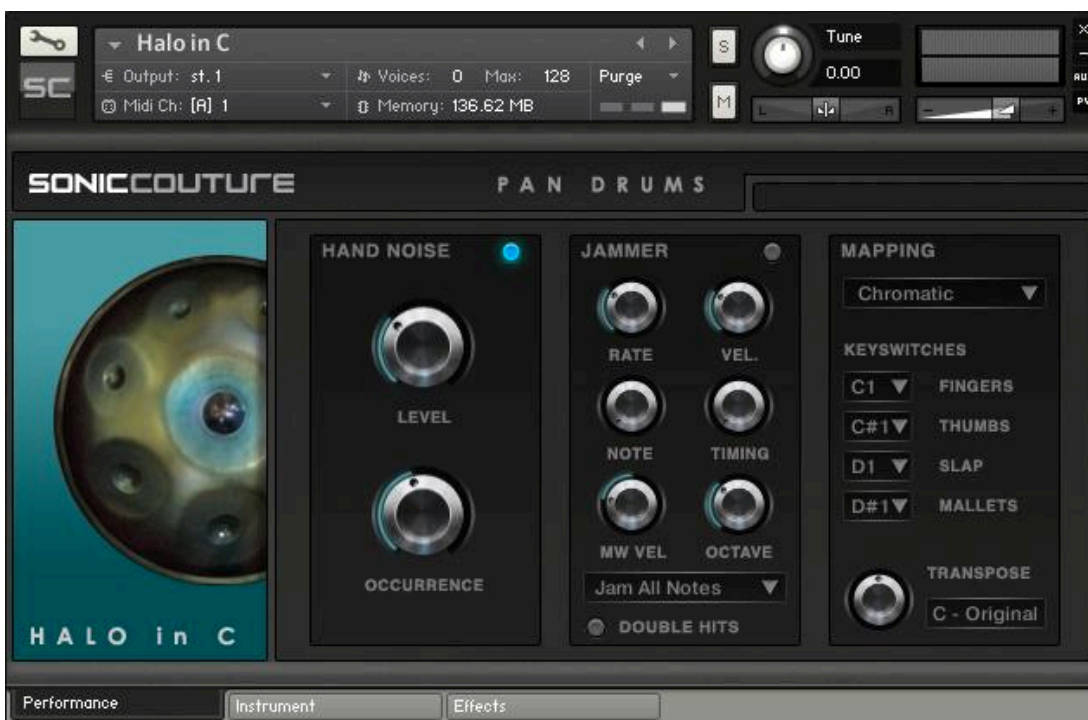 Halo in C
S
Tune
Output: st. 1
Voices: 0 Max: 128
Purge
0.00
SC
Midi Ch: [A] 1
Memory: 136.62 MB
M
L
R
-
+
AU
PV
SONICCOUTURE
PAN DRUMS
HAND NOISE
JAMMER
MAPPING
Chromatic
RATE
VEL.
KEYSWITCHES
C1
FINGERS
LEVEL
C#1
THUMBS
NOTE
TIMING
D1
SLAP
D#1
MALLETS
MW VEL
OCTAVE
OCCURRENCE
Jam All Notes
TRANSPOSE
C - Original
DOUBLE HITS
HALO in C
Performance
Instrument
Effects